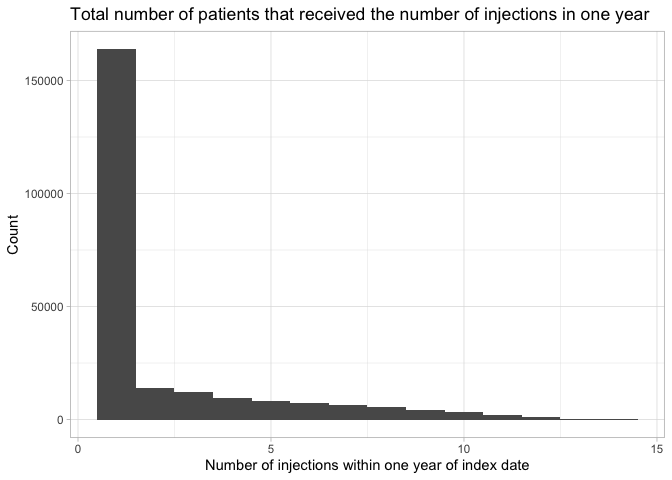 Total number of patients that received the number of injections in one year
150000
100000
50000
0
Count
0 5 10 15
Number of injections within one year of index date